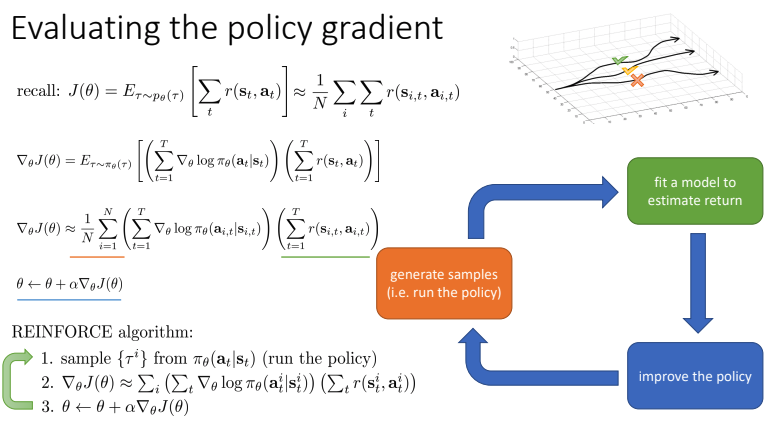 Evaluating the policy gradient
recall: $J(\theta) = E_{\tau \sim p_\theta(\tau)} \left[ \sum_t r(\mathbf{s}_t, \mathbf{a}_t) \right] \approx \frac{1}{N} \sum_i \sum_t r(\mathbf{s}_{i,t}, \mathbf{a}_{i,t})$
$\nabla_\theta J(\theta) = E_{\tau \sim \pi_\theta(\tau)} \left[ \left( \sum_{t=1}^{T} \nabla_\theta \log \pi_\theta(\mathbf{a}_t | \mathbf{s}_t) \right) \left( \sum_{t=1}^{T} r(\mathbf{s}_t, \mathbf{a}_t) \right) \right]$
$\nabla_\theta J(\theta) \approx \frac{1}{N} \sum_{i=1}^{N} \left( \sum_{t=1}^{T} \nabla_\theta \log \pi_\theta(\mathbf{a}_{i,t} | \mathbf{s}_{i,t}) \right) \left( \sum_{t=1}^{T} r(\mathbf{s}_{i,t}, \mathbf{a}_{i,t}) \right)$
$\theta \leftarrow \theta + \alpha \nabla_\theta J(\theta)$
REINFORCE algorithm:
1. sample $\{\tau^i\}$ from $\pi_\theta(\mathbf{a}_t | \mathbf{s}_t)$ (run the policy)
2. $\nabla_\theta J(\theta) \approx \sum_i \left( \sum_t \nabla_\theta \log \pi_\theta(\mathbf{a}_t^i | \mathbf{s}_t^i) \right) \left( \sum_t r(\mathbf{s}_t^i, \mathbf{a}_t^i) \right)$
3. $\theta \leftarrow \theta + \alpha \nabla_\theta J(\theta)$
generate samples
(i.e. run the policy)
fit a model to
estimate return
improve the policy